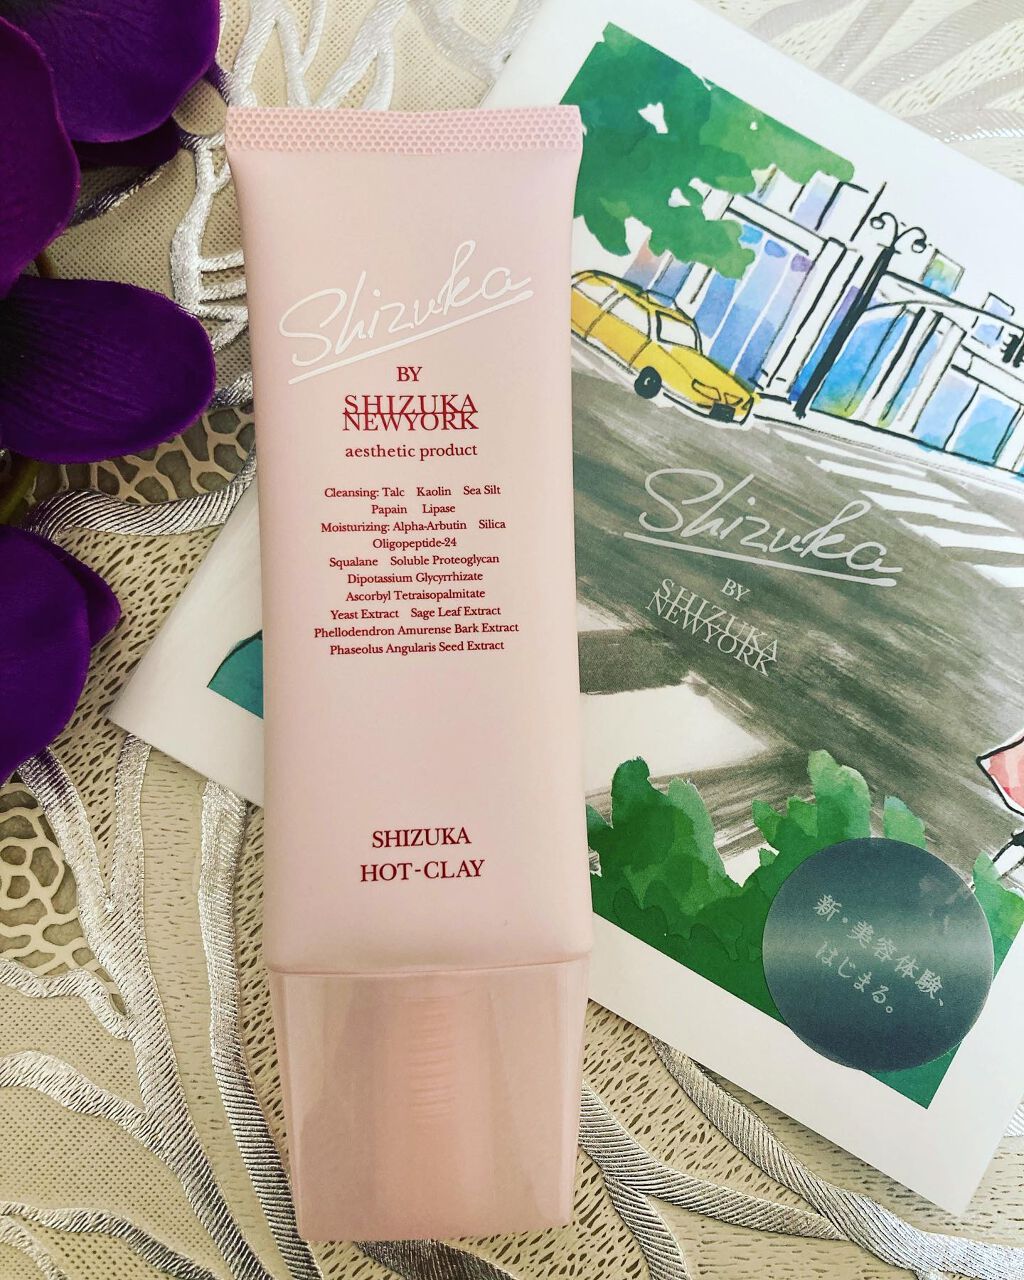 Shizuka
BY
SHIZUKA
NEWYORK
aesthetic product
Cleansing: Talc Kaolin Sea Silt
Papain Lipase
Moisturizing: Alpha-Arbutin Silica
Oligopeptide-24
Squalane Soluble Proteoglycan
Dipotassium Glycyrrhizate
Ascorbyl Tetraisopalmitate
Yeast Extract Sage Leaf Extract
Phellodendron Amurense Bark Extract
Phaseolus Angularis Seed Extract
SHIZUKA
HOT-CLAY
Shizuka
BY
SHIZUKA
NEWYORK
新・美容体験、
はじまる。